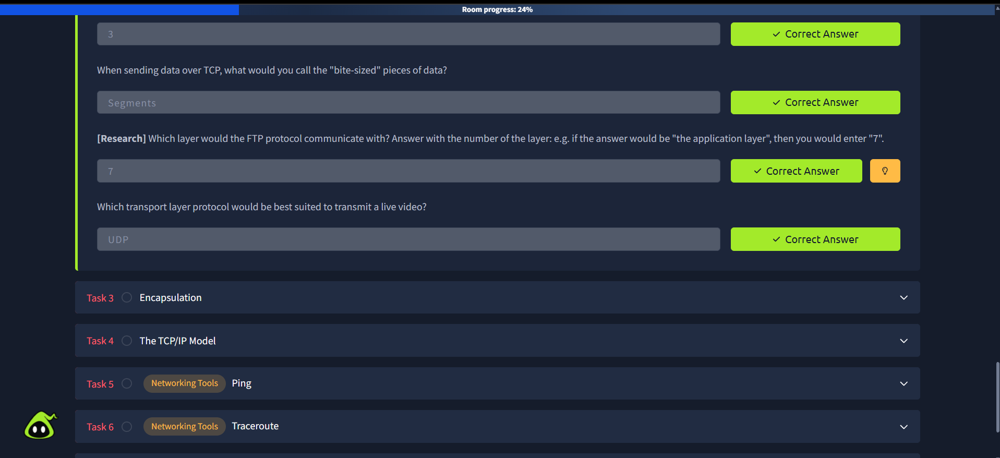 Room progress: 24%
3
✓ Correct Answer
When sending data over TCP, what would you call the "bite-sized" pieces of data?
Segments
✓ Correct Answer
[Research] Which layer would the FTP protocol communicate with? Answer with the number of the layer: e.g. if the answer would be "the application layer", then you would enter "7".
7
✓ Correct Answer
Which transport layer protocol would be best suited to transmit a live video?
UDP
✓ Correct Answer
Task 3 Encapsulation
Task 4 The TCP/IP Model
Task 5 Networking Tools Ping
Task 6 Networking Tools Traceroute